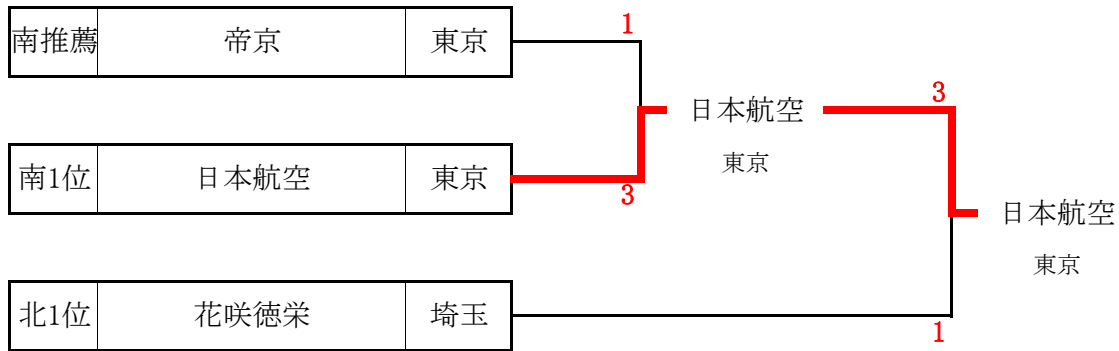 南推薦 帝京 東京
1
3
日本航空
東京
南1位 日本航空 東京
3
日本航空
東京
北1位 花咲徳栄 埼玉
1